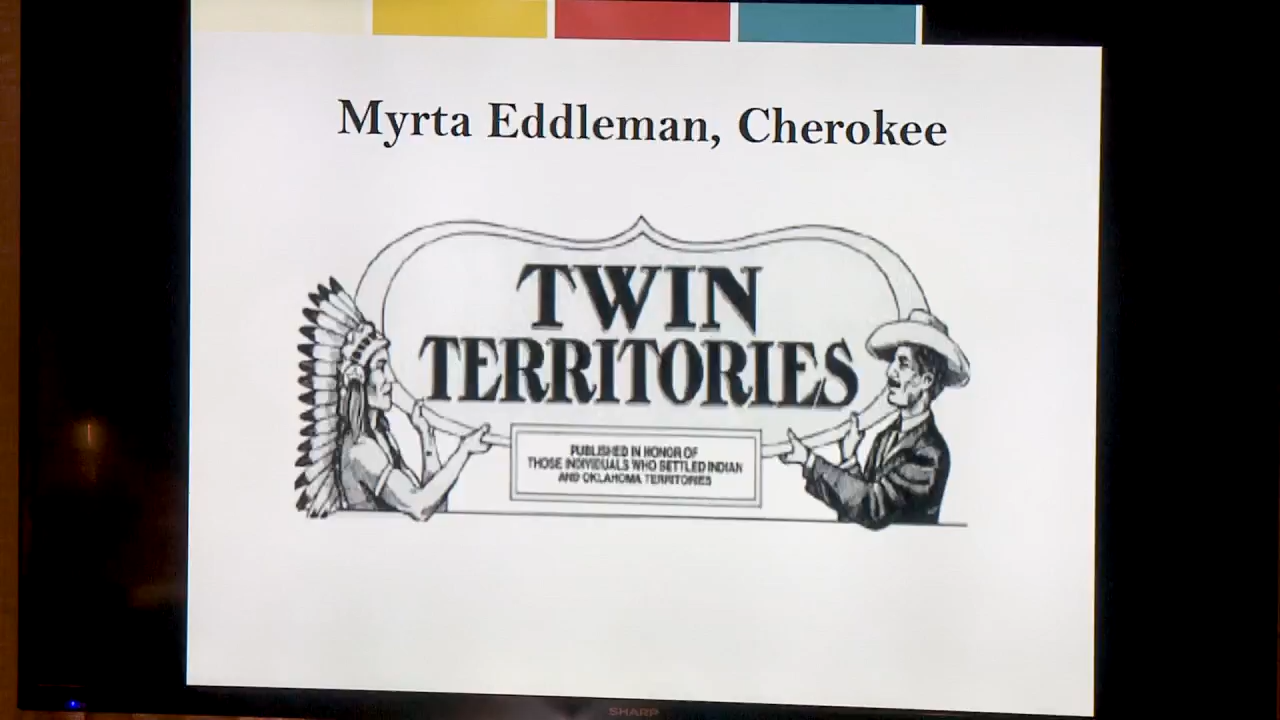 Myrta Eddleman, Cherokee
TWIN
TERRITORIES
PUBLISHED IN HONOR OF
THOSE INDIVIDUALS WHO SETTLED INDIAN
AND OKLAHOMA TERRITORIES
SHARP